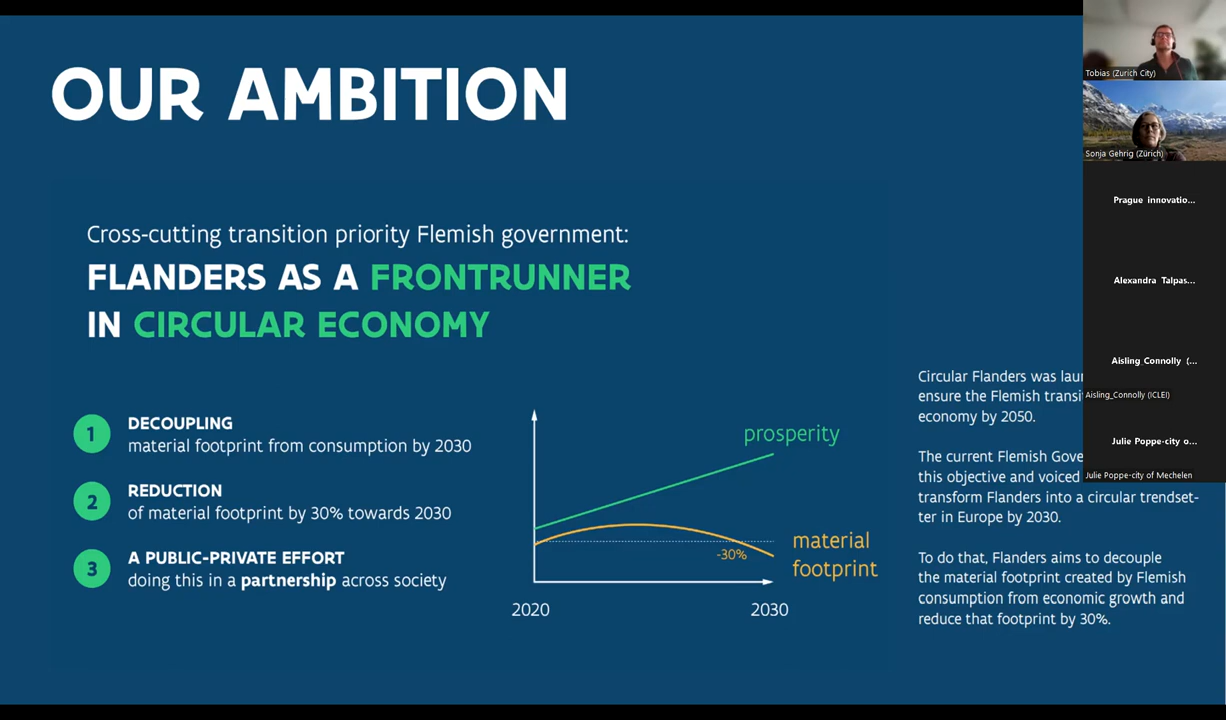 OUR AMBITION
Cross-cutting transition priority Flemish government:
FLANDERS AS A FRONTRUNNER
IN CIRCULAR ECONOMY
1
DECOUPLING
material footprint from consumption by 2030
2
REDUCTION
of material footprint by 30% towards 2030
3
A PUBLIC-PRIVATE EFFORT
doing this in a partnership across society
prosperity
material
footprint
-30%
2020
2030
Circular Flanders was
ensure the Flemish
economy by 2050.
The current Flemish
this objective and voiced
transform Flanders into a circular trendset-
ter in Europe by 2030.
To do that, Flanders aims to decouple
the material footprint created by Flemish
consumption from economic growth and
reduce that footprint by 30%.
Tobias (Zurich City)
Sonja Gehrig (Zürich)
Prague innovatio...
Alexandra Talpas...
Aisling_Connolly (...
Aisling_Connolly (ICLEI)
Julie Poppe-city o...
Julie Poppe-city of Mechelen